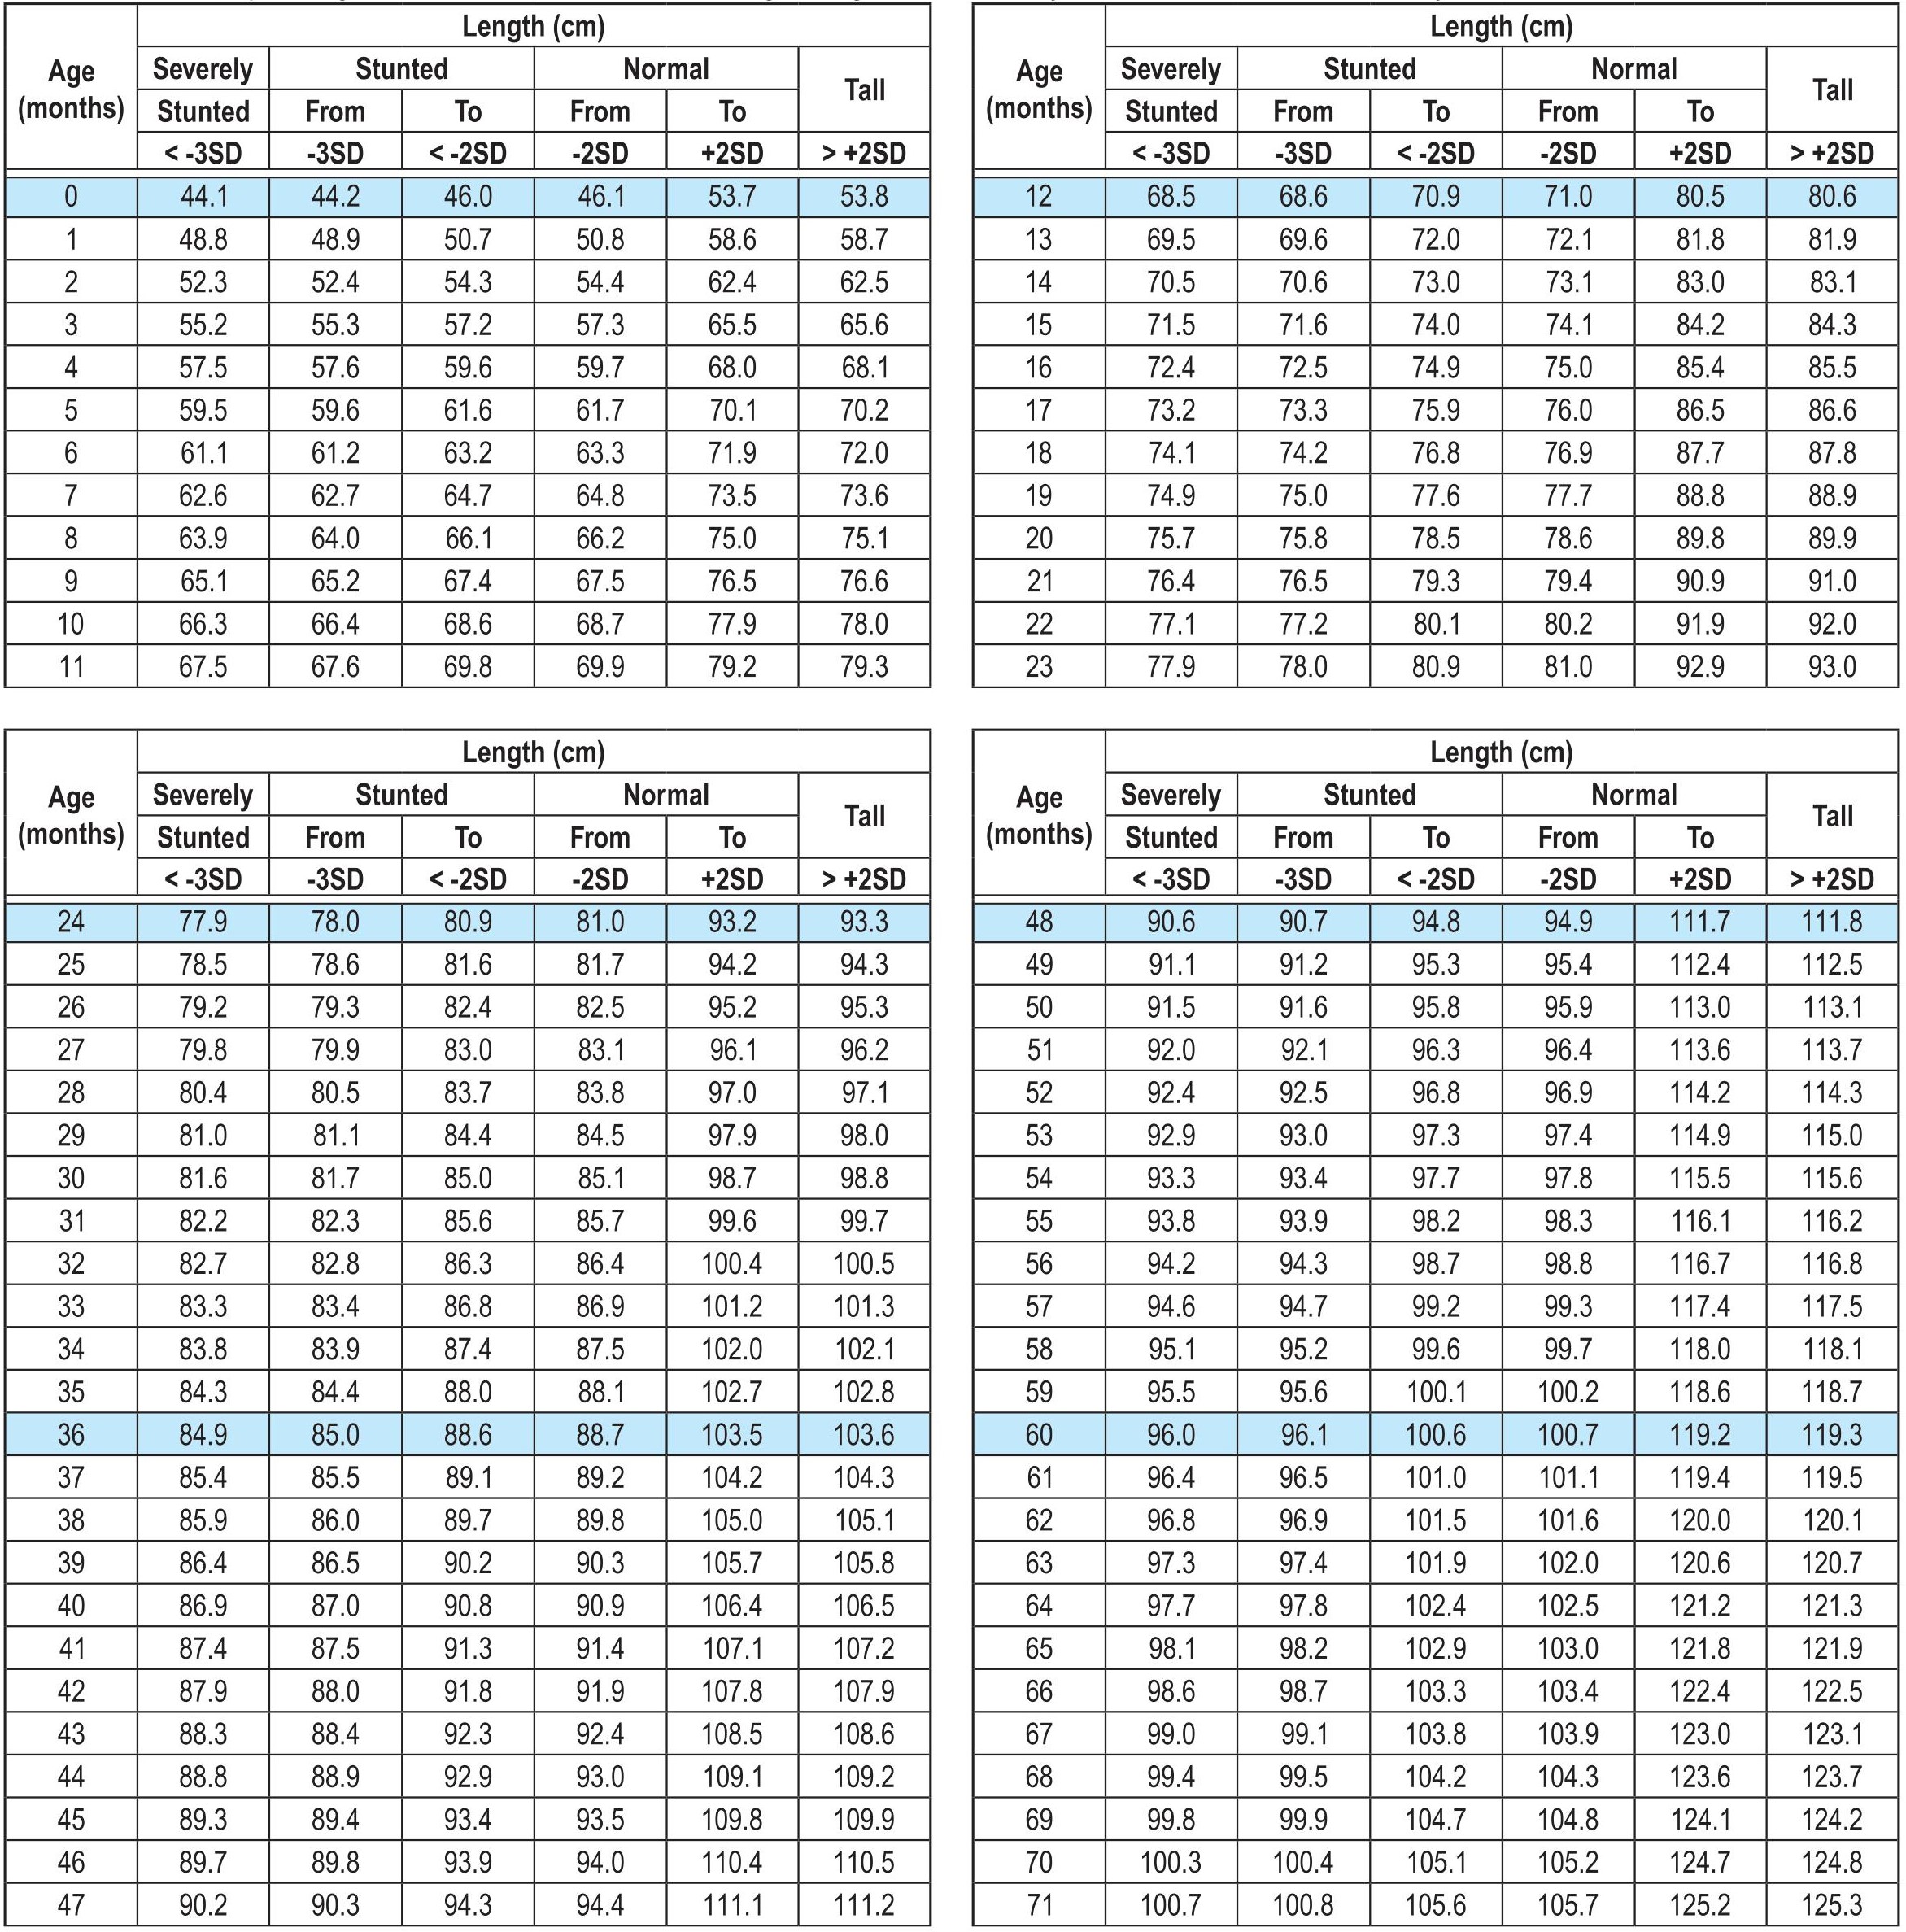 Length (cm)
Age (months) Severely Stunted Normal Tall
Stunted From To From To
< -3SD -3SD < -2SD -2SD +2SD > +2SD
0 44.1 44.2 46.0 46.1 53.7 53.8
1 48.8 48.9 50.7 50.8 58.6 58.7
2 52.3 52.4 54.3 54.4 62.4 62.5
3 55.2 55.3 57.2 57.3 65.5 65.6
4 57.5 57.6 59.6 59.7 68.0 68.1
5 59.5 59.6 61.6 61.7 70.1 70.2
6 61.1 61.2 63.2 63.3 71.9 72.0
7 62.6 62.7 64.7 64.8 73.5 73.6
8 63.9 64.0 66.1 66.2 75.0 75.1
9 65.1 65.2 67.4 67.5 76.5 76.6
10 66.3 66.4 68.6 68.7 77.9 78.0
11 67.5 67.6 69.8 69.9 79.2 79.3
Length (cm)
Age (months) Severely Stunted Normal Tall
Stunted From To From To
< -3SD -3SD < -2SD -2SD +2SD > +2SD
12 68.5 68.6 70.9 71.0 80.5 80.6
13 69.5 69.6 72.0 72.1 81.8 81.9
14 70.5 70.6 73.0 73.1 83.0 83.1
15 71.5 71.6 74.0 74.1 84.2 84.3
16 72.4 72.5 74.9 75.0 85.4 85.5
17 73.2 73.3 75.9 76.0 86.5 86.6
18 74.1 74.2 76.8 76.9 87.7 87.8
19 74.9 75.0 77.6 77.7 88.8 88.9
20 75.7 75.8 78.5 78.6 89.8 89.9
21 76.4 76.5 79.3 79.4 90.9 91.0
22 77.1 77.2 80.1 80.2 91.9 92.0
23 77.9 78.0 80.9 81.0 92.9 93.0
Length (cm)
Age (months) Severely Stunted Normal Tall
Stunted From To From To
< -3SD -3SD < -2SD -2SD +2SD > +2SD
24 77.9 78.0 80.9 81.0 93.2 93.3
25 78.5 78.6 81.6 81.7 94.2 94.3
26 79.2 79.3 82.4 82.5 95.2 95.3
27 79.8 79.9 83.0 83.1 96.1 96.2
28 80.4 80.5 83.7 83.8 97.0 97.1
29 81.0 81.1 84.4 84.5 97.9 98.0
30 81.6 81.7 85.0 85.1 98.7 98.8
31 82.2 82.3 85.6 85.7 99.6 99.7
32 82.7 82.8 86.3 86.4 100.4 100.5
33 83.3 83.4 86.8 86.9 101.2 101.3
34 83.8 83.9 87.4 87.5 102.0 102.1
35 84.3 84.4 88.0 88.1 102.7 102.8
36 84.9 85.0 88.6 88.7 103.5 103.6
37 85.4 85.5 89.1 89.2 104.2 104.3
38 85.9 86.0 89.7 89.8 105.0 105.1
39 86.4 86.5 90.2 90.3 105.7 105.8
40 86.9 87.0 90.8 90.9 106.4 106.5
41 87.4 87.5 91.3 91.4 107.1 107.2
42 87.9 88.0 91.8 91.9 107.8 107.9
43 88.3 88.4 92.3 92.4 108.5 108.6
44 88.8 88.9 92.9 93.0 109.1 109.2
45 89.3 89.4 93.4 93.5 109.8 109.9
46 89.7 89.8 93.9 94.0 110.4 110.5
47 90.2 90.3 94.3 94.4 111.1 111.2
Length (cm)
Age (months) Severely Stunted Normal Tall
Stunted From To From To
< -3SD -3SD < -2SD -2SD +2SD > +2SD
48 90.6 90.7 94.8 94.9 111.7 111.8
49 91.1 91.2 95.3 95.4 112.4 112.5
50 91.5 91.6 95.8 95.9 113.0 113.1
51 92.0 92.1 96.3 96.4 113.6 113.7
52 92.4 92.5 96.8 96.9 114.2 114.3
53 92.9 93.0 97.3 97.4 114.9 115.0
54 93.3 93.4 97.7 97.8 115.5 115.6
55 93.8 93.9 98.2 98.3 116.1 116.2
56 94.2 94.3 98.7 98.8 116.7 116.8
57 94.6 94.7 99.2 99.3 117.4 117.5
58 95.1 95.2 99.6 99.7 118.0 118.1
59 95.5 95.6 100.1 100.2 118.6 118.7
60 96.0 96.1 100.6 100.7 119.2 119.3
61 96.4 96.5 101.0 101.1 119.4 119.5
62 96.8 96.9 101.5 101.6 120.0 120.1
63 97.3 97.4 101.9 102.0 120.6 120.7
64 97.7 97.8 102.4 102.5 121.2 121.3
65 98.1 98.2 102.9 103.0 121.8 121.9
66 98.6 98.7 103.3 103.4 122.4 122.5
67 99.0 99.1 103.8 103.9 123.0 123.1
68 99.4 99.5 104.2 104.3 123.6 123.7
69 99.8 99.9 104.7 104.8 124.1 124.2
70 100.3 100.4 105.1 105.2 124.7 124.8
71 100.7 100.8 105.6 105.7 125.2 125.3